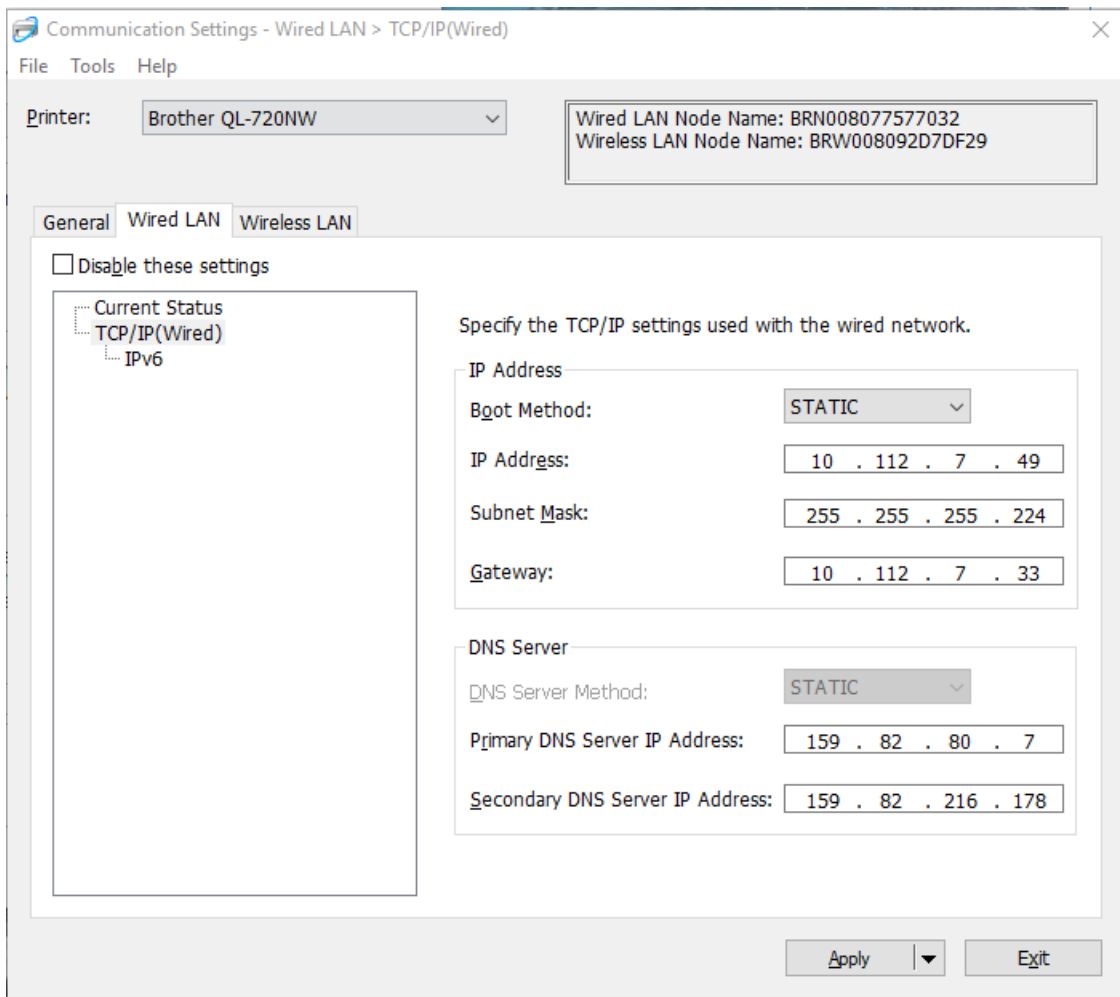 Communication Settings - Wired LAN > TCP/IP(Wired)
File Tools Help
Printer: Brother QL-720NW
Wired LAN Node Name: BRN008077577032
Wireless LAN Node Name: BRW008092D7DF29
General Wired LAN Wireless LAN
Disable these settings
Current Status
TCP/IP(Wired)
IPv6
Specify the TCP/IP settings used with the wired network.
IP Address
Boot Method: STATIC
IP Address: 10 . 112 . 7 . 49
Subnet Mask: 255 . 255 . 255 . 224
Gateway: 10 . 112 . 7 . 33
DNS Server
DNS Server Method: STATIC
Primary DNS Server IP Address: 159 . 82 . 80 . 7
Secondary DNS Server IP Address: 159 . 82 . 216 . 178
Apply Exit